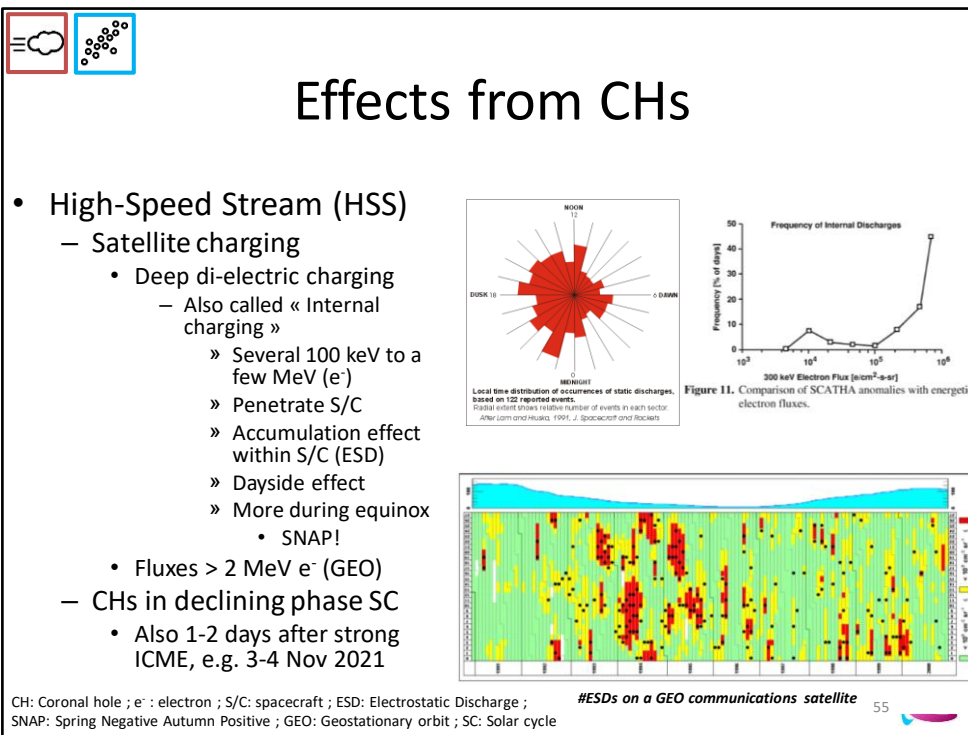 Effects from CHs
• High-Speed Stream (HSS)
– Satellite charging
• Deep di-electric charging
– Also called « Internal
charging »
» Several 100 keV to a
few MeV (e-)
» Penetrate S/C
» Accumulation effect
within S/C (ESD)
» Dayside effect
» More during equinox
• SNAP!
• Fluxes > 2 MeV e- (GEO)
– CHs in declining phase SC
• Also 1-2 days after strong
ICME, e.g. 3-4 Nov 2021
NOON
12
DUSK 18
6 DAWN
0
MIDNIGHT
Local time distribution of occurrences of static discharges,
based on 122 reported events.
Radial extent shows relative number of events in each sector.
After Lam and Hruska, 1991, J. Spacecraft and Rockets
Frequency of Internal Discharges
Frequency [% of days]
50
40
30
20
10
0
10³ 10⁴ 10⁵ 10⁶
300 keV Electron Flux [e/cm²-s-sr]
Figure 11. Comparison of SCATHA anomalies with energeti
electron fluxes.
#ESDs on a GEO communications satellite
55
CH: Coronal hole ; e- : electron ; S/C: spacecraft ; ESD: Electrostatic Discharge ;
SNAP: Spring Negative Autumn Positive ; GEO: Geostationary orbit ; SC: Solar cycle